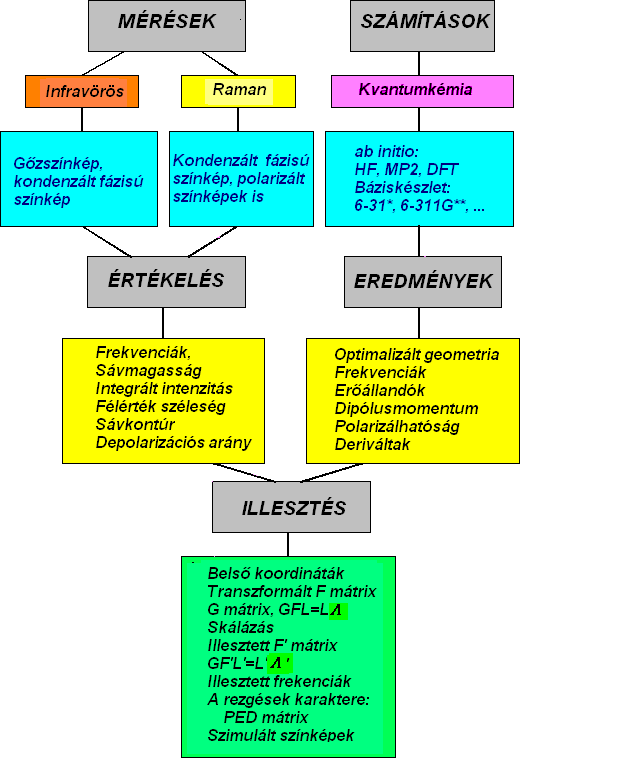 MÉRÉSEK
SZÁMÍTÁSOK
Infravörös
Raman
Kvantumkémia
Gőzszínkép,
kondenzált fázisú
színkép
Kondenzált fázisú
színkép, polarizált
színképek is
ab initio:
HF, MP2, DFT
Báziskészlet:
6-31*, 6-311G**, ...
ÉRTÉKELÉS
EREDMÉNYEK
Frekvenciák,
Sávmagasság
Integrált intenzitás
Félérték széleség
Sávkontúr
Depolarizációs arány
Optimalizált geometria
Frekvenciák
Erőállandók
Dipólusmomentum
Polarizálhatóság
Deriváltak
ILLESZTÉS
Belső koordináták
Transzformált F mátrix
G mátrix, GFL=LΛ
Skálázás
Illesztett F' mátrix
GF'L'=L'Λ'
Illesztett frekenciák
A rezgések karaktere:
PED mátrix
Szimulált színképek